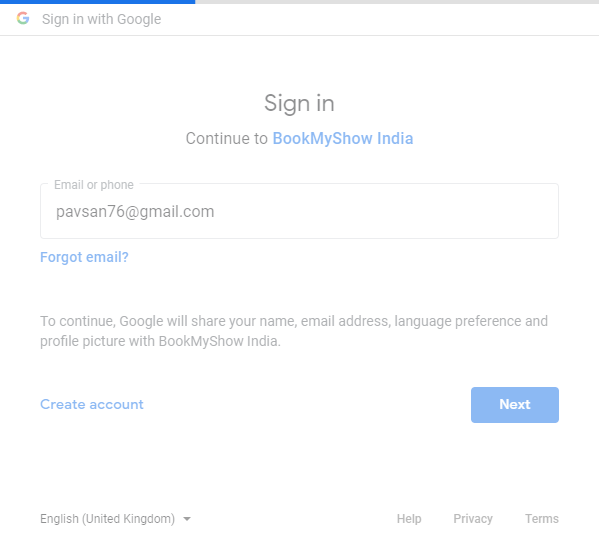 Sign in with Google
Sign in
Continue to BookMyShow India
Email or phone
pavsan76@gmail.com
Forgot email?
To continue, Google will share your name, email address, language preference and
profile picture with BookMyShow India.
Create account
Next
English (United Kingdom)
Help Privacy Terms